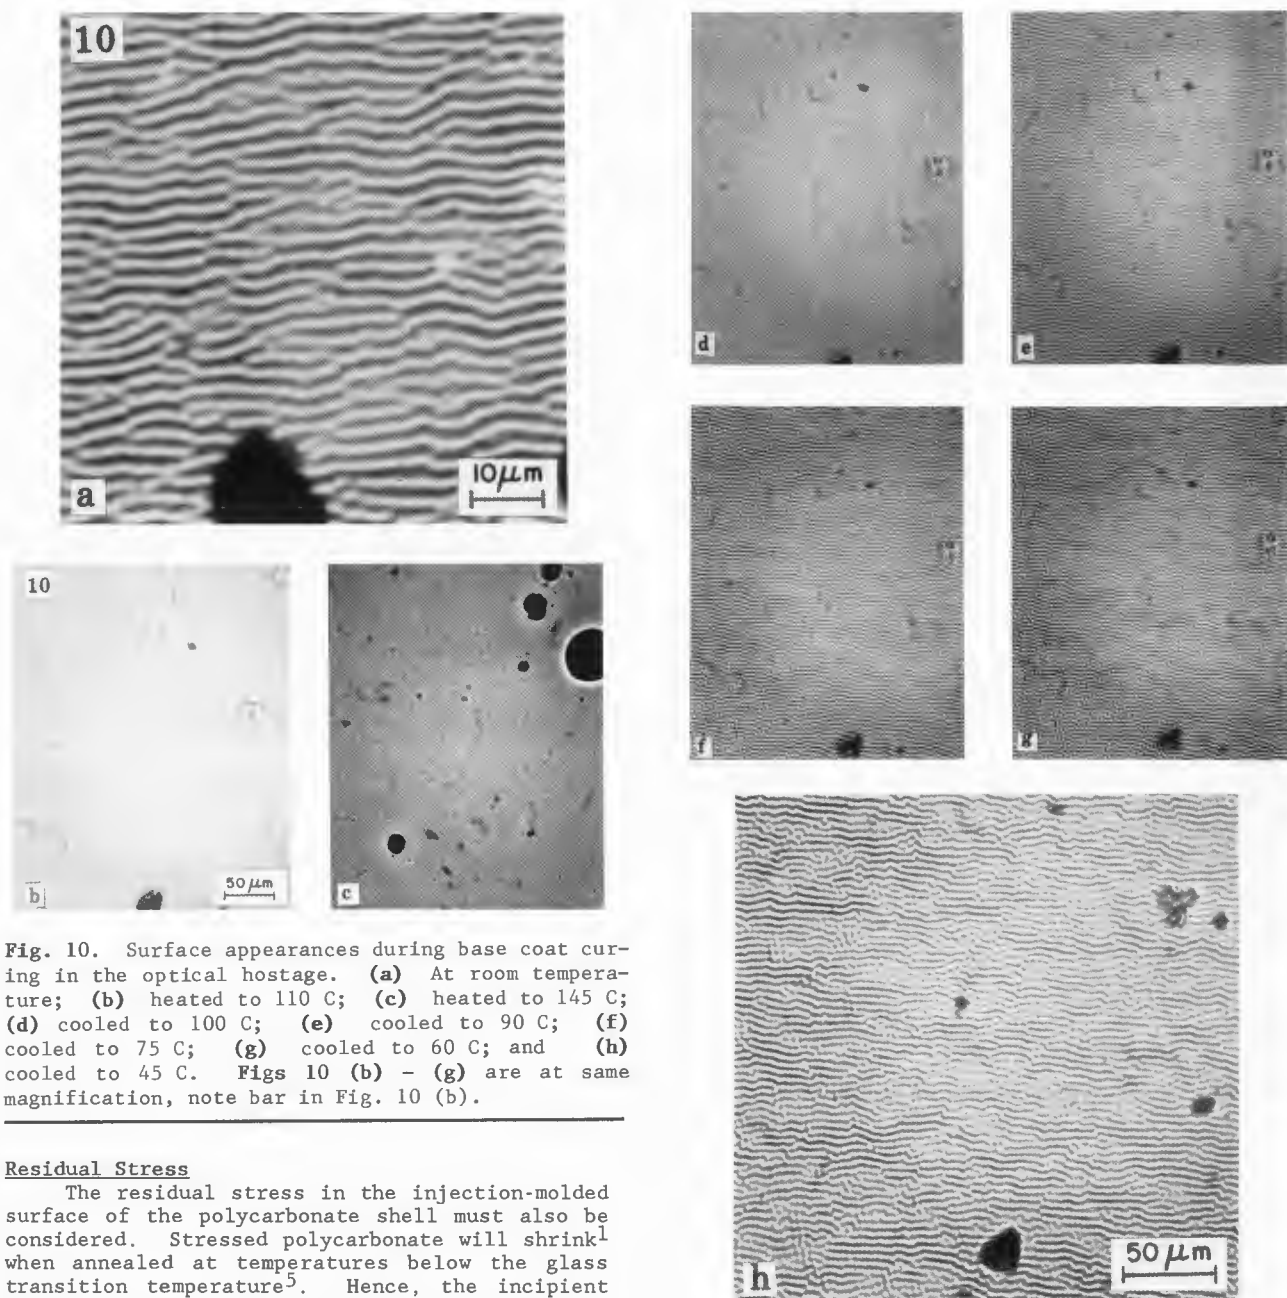 10
a
10μm
10
b
50μm
c
Fig. 10. Surface appearances during base coat cur-
ing in the optical hostage. (a) At room tempera-
ture; (b) heated to 110 C; (c) heated to 145 C;
(d) cooled to 100 C; (e) cooled to 90 C; (f)
cooled to 75 C; (g) cooled to 60 C; and (h)
cooled to 45 C. Figs 10 (b) - (g) are at same
magnification, note bar in Fig. 10 (b).
Residual Stress
The residual stress in the injection-molded
surface of the polycarbonate shell must also be
considered. Stressed polycarbonate will shrink1
when annealed at temperatures below the glass
transition temperature5. Hence, the incipient
d
e
f
g
h
50μm